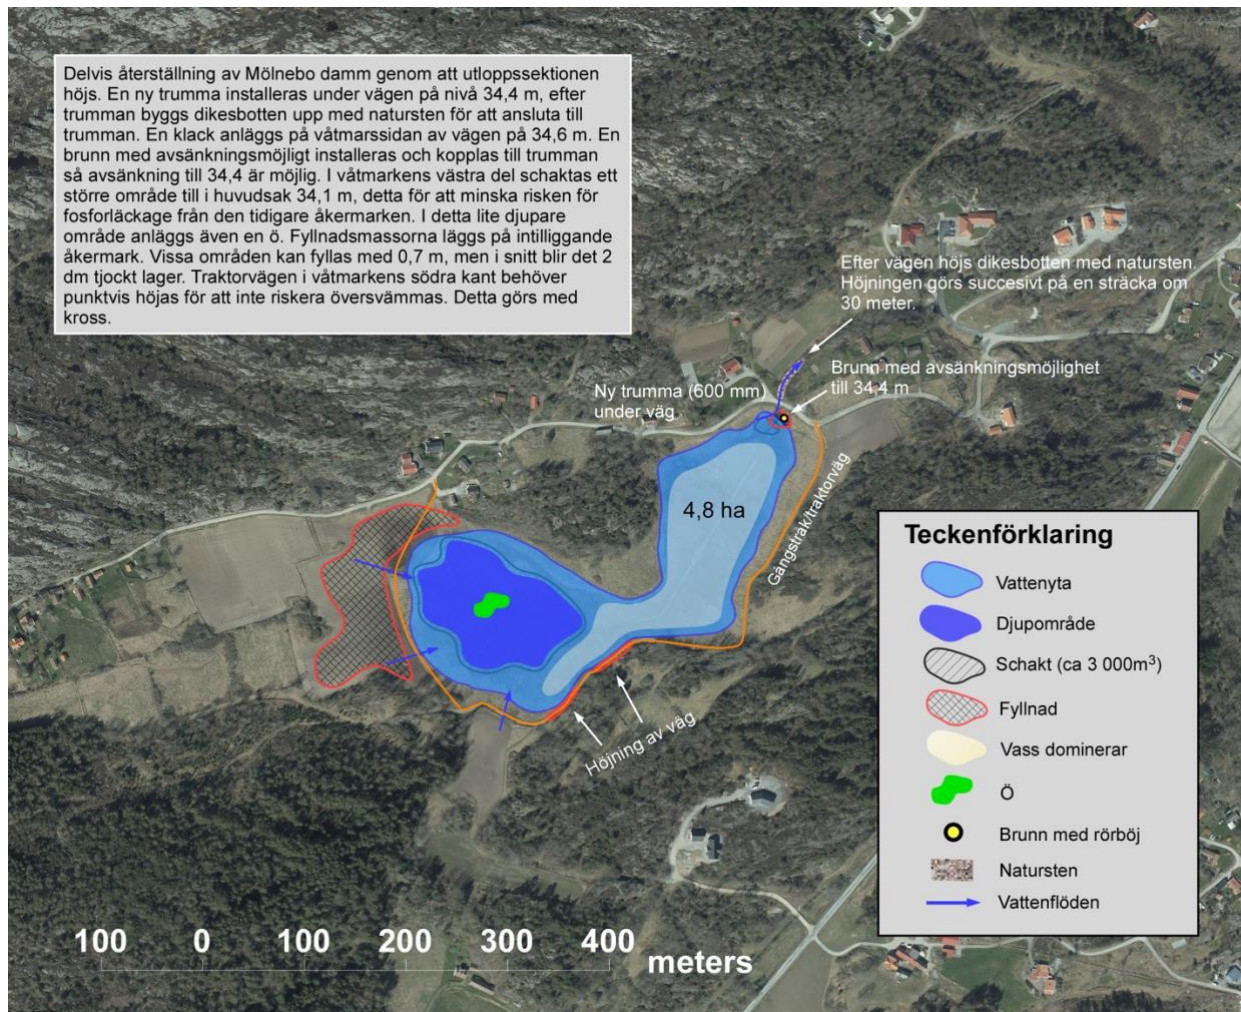 Delvis återställning av Mölnebo damm genom att utloppssektionen
höjs. En ny trumma installeras under vägen på nivå 34,4 m, efter
trumman byggs dikesbotten upp med natursten för att ansluta till
trumman. En klack anläggs på våtmarssidan av vägen på 34,6 m. En
brunn med avsänkningsmöjligt installeras och kopplas till trumman
så avsänkning till 34,4 är möjlig. I våtmarkens västra del schaktas ett
större område till i huvudsak 34,1 m, detta för att minska risken för
fosforläckage från den tidigare åkermarken. I detta lite djupare
område anläggs även en ö. Fyllnadsmassorna läggs på intilliggande
åkermark. Vissa områden kan fyllas med 0,7 m, men i snitt blir det 2
dm tjockt lager. Traktorvägen i våtmarkens södra kant behöver
punktvis höjas för att inte riskera översvämmas. Detta görs med
kross.
Efter vägen höjs dikesbotten med natursten.
Höjningen görs succesivt på en sträcka om
30 meter.
Brunn med avsänkningsmöjlighet
till 34,4 m
Ny trumma (600 mm)
under väg
4,8 ha
Gångstråk/traktorväg
Höjning av väg
Teckenförklaring
Vattenyta
Djupområde
Schakt (ca 3 000m³)
Fyllnad
Vass dominerar
Ö
Brunn med rörböj
Natursten
Vattenflöden
100 0 100 200 300 400
meters